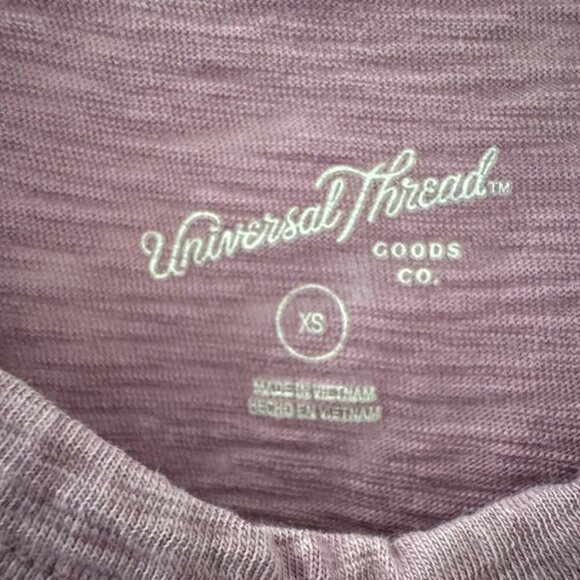 Universal Thread™
GOODS
CO.
XS
MADE IN VIETNAM
HECHO EN VIETNAM